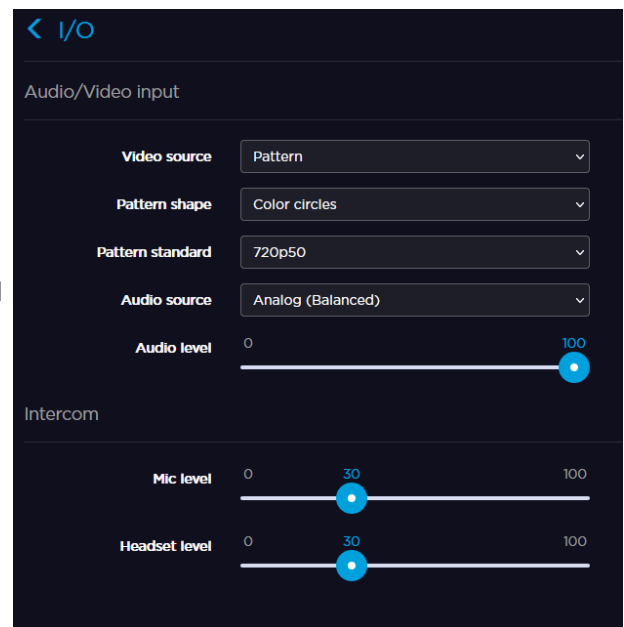 I/O
Audio/Video input
Video source Pattern
Pattern shape Color circles
Pattern standard 720p50
Audio source Analog (Balanced)
Audio level 0 100
Intercom
Mic level 0 30 100
Headset level 0 30 100